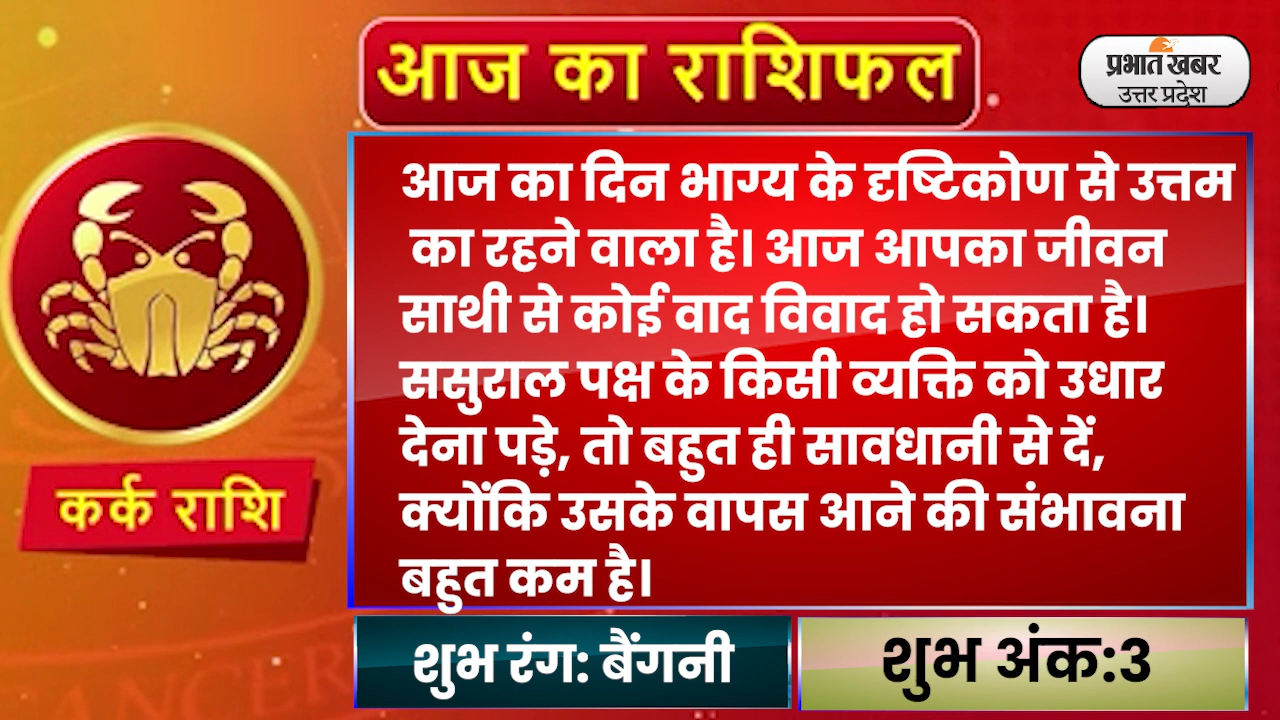 आज का राशिफल
प्रभात खबर
उत्तर प्रदेश
आज का दिन भाग्य के दृष्टिकोण से उत्तम
का रहने वाला है। आज आपका जीवन
साथी से कोई वाद विवाद हो सकता है।
ससुराल पक्ष के किसी व्यक्ति को उधार
देना पड़े, तो बहुत ही सावधानी से दें,
क्योंकि उसके वापस आने की संभावना
बहुत कम है।
कर्क राशि
शुभ रंग: बैंगनी
शुभ अंक:3
CANCER